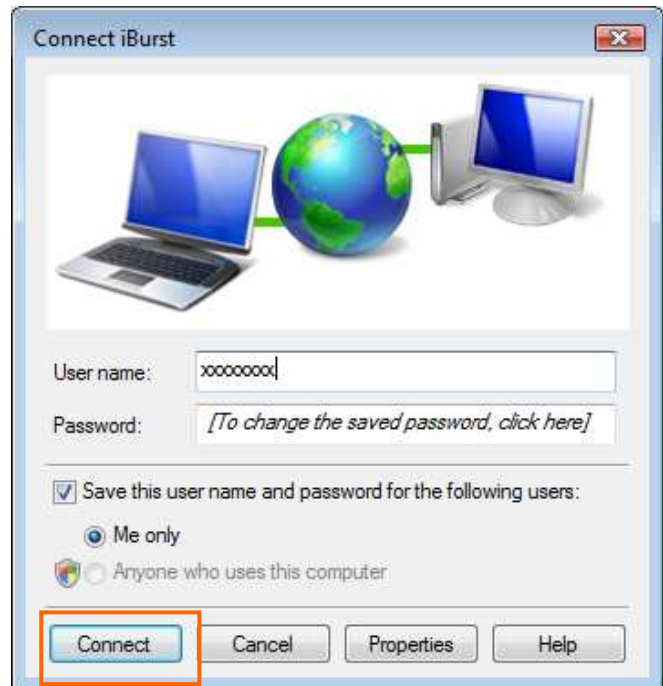 Connect iBurst
User name: xxxxxxxx
Password: [To change the saved password, click here]
Save this user name and password for the following users:
Me only
Anyone who uses this computer
Connect Cancel Properties Help